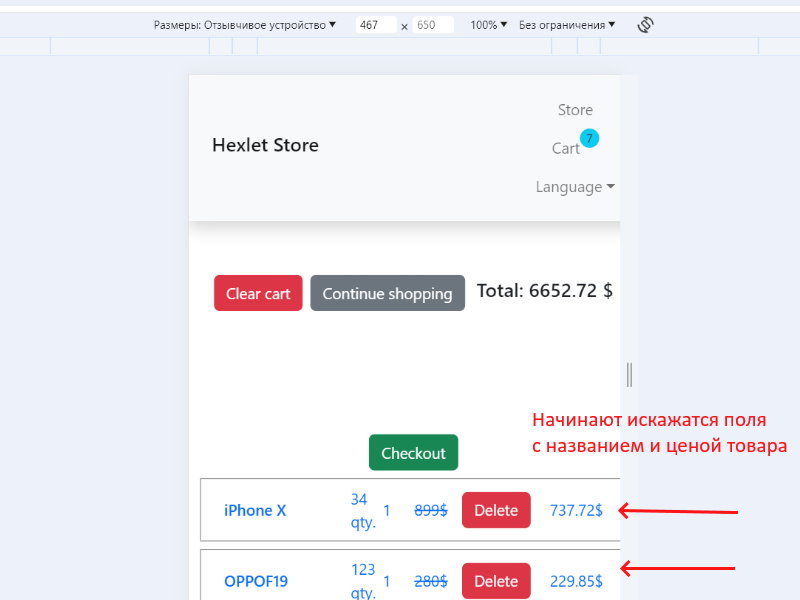 Размеры: Отзывчивое устройство ▼ 467 × 650 100% ▼ Без ограничения ▼
Store
Hexlet Store
Cart 7
Language
Clear cart Continue shopping Total: 6652.72 $
Начинают искажатся поля
с названием и ценой товара
Checkout
iPhone X 34 qty. 1 899$ Delete 737.72$
OPPOF19 123 qty. 1 280$ Delete 229.85$